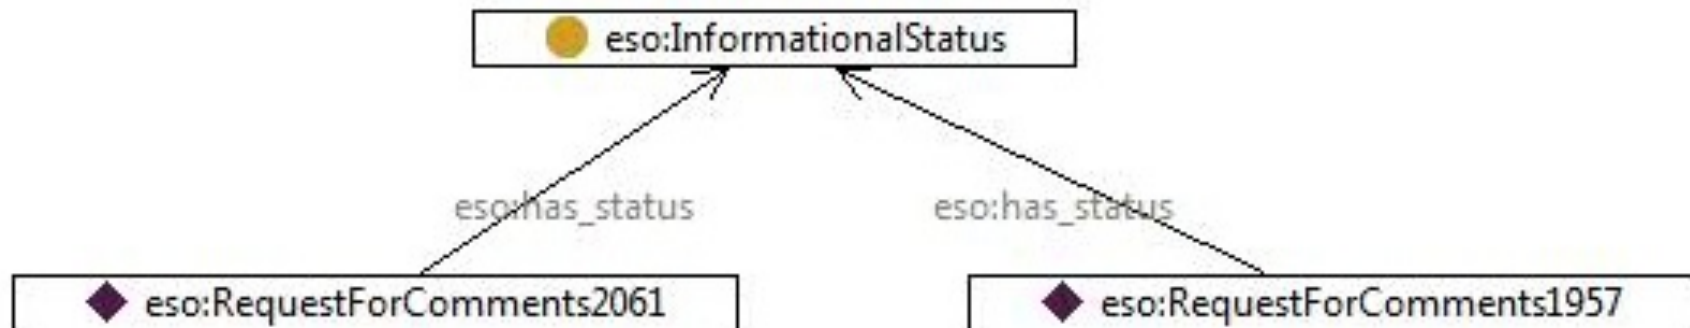 eso:InformationalStatus
eso:has_status eso:has_status
eso:RequestForComments2061 eso:RequestForComments1957